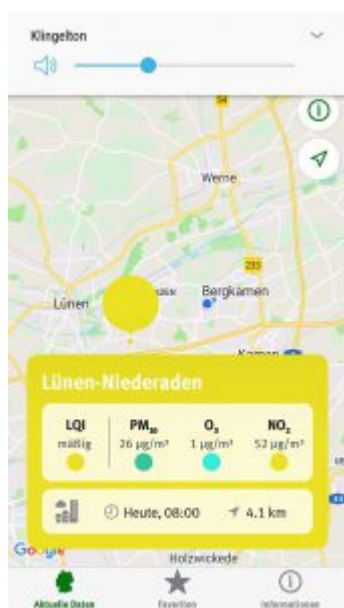 Klingelton
Werne
Lünen
Bergkamen
Kamen
Lünen-Niederaden
LQI
PM₁₀
O₃
NO₂
mäßig
26 µg/m³
1 µg/m³
52 µg/m³
Heute, 08:00
4.1 km
Google
Holzwickede
Aktuelle Daten
Favoriten
Informationen